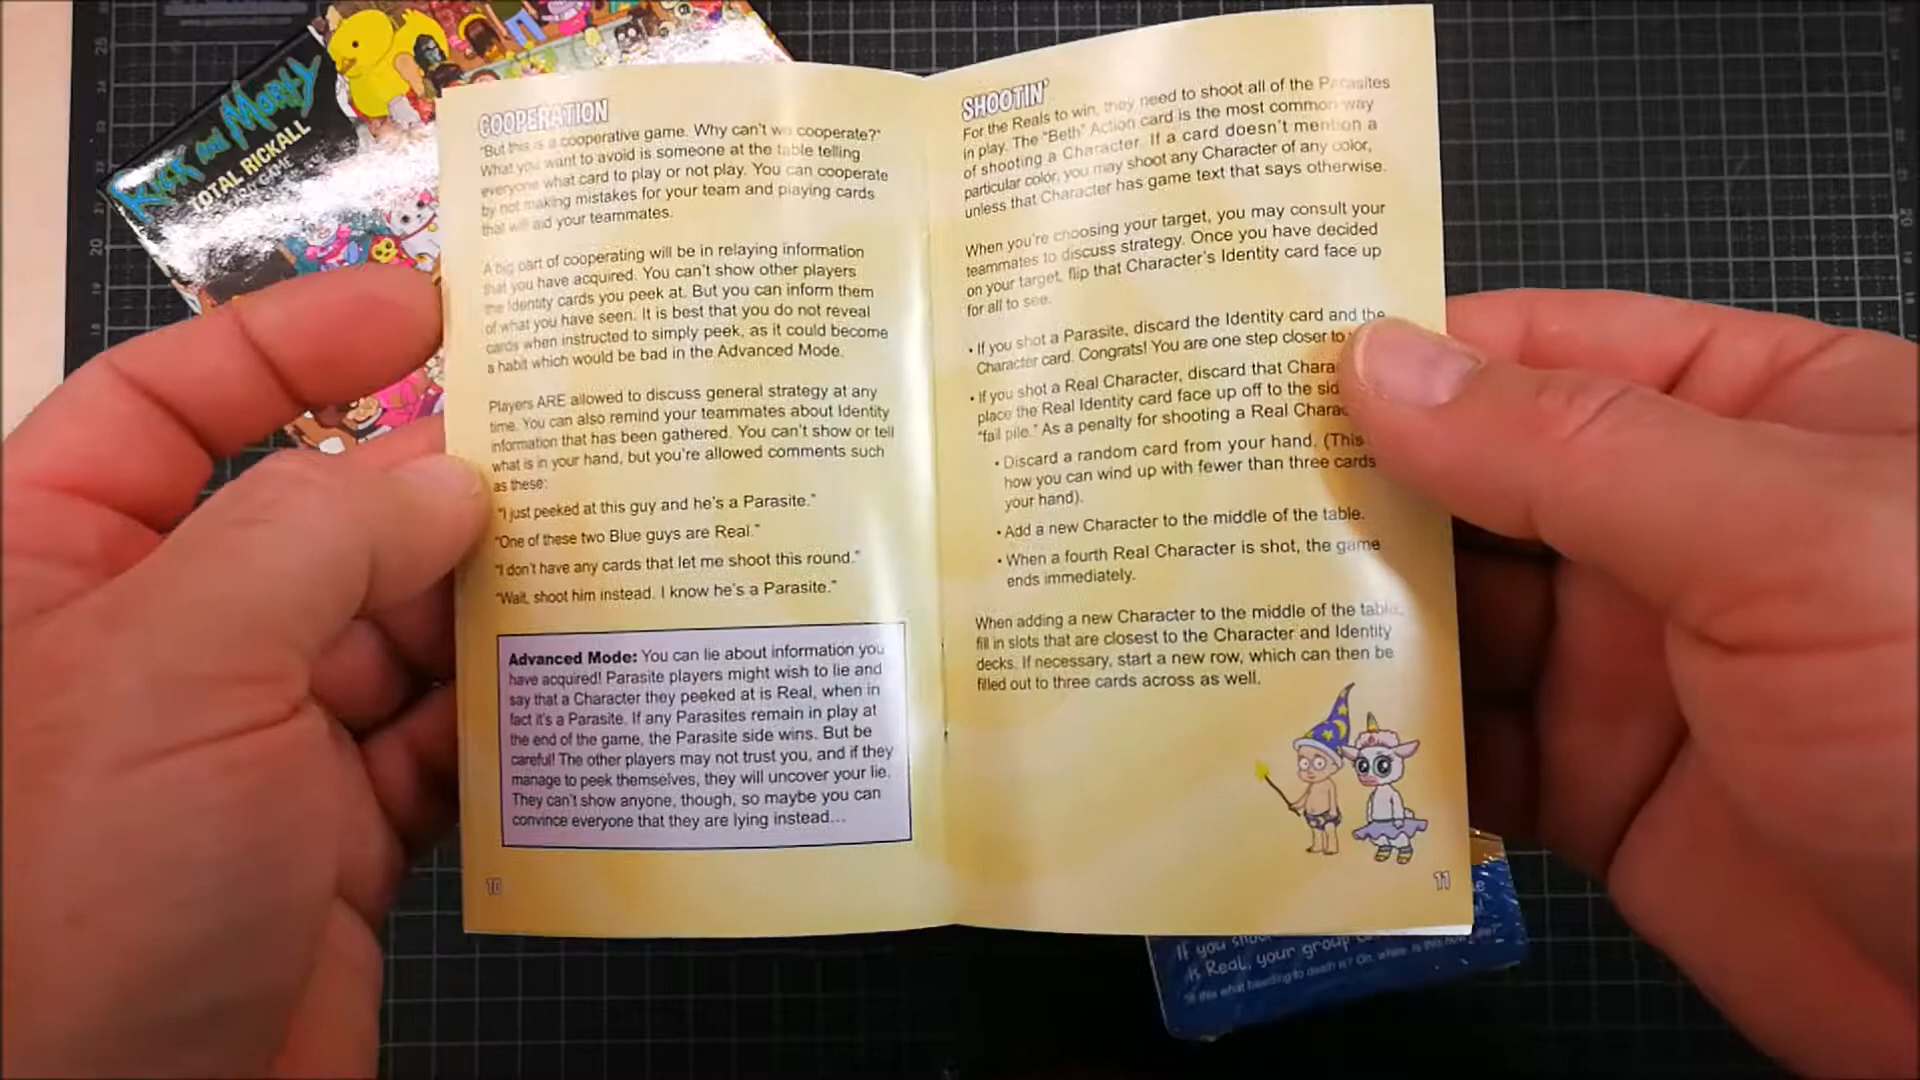 RICK AND MORTY
TOTAL RICKALL
COOPERATION
"But this is a cooperative game. Why can't we cooperate?"
What you want to avoid is someone at the table telling
everyone what card to play or not play. You can cooperate
by not making mistakes for your team and playing cards
that will aid your teammates.
A big part of cooperating will be in relaying information
that you have acquired. You can't show other players
the Identity cards you peek at. But you can inform them
of what you have seen. It is best that you do not reveal
cards when instructed to simply peek, as it could become
a habit which would be bad in the Advanced Mode.
Players ARE allowed to discuss general strategy at any
time. You can also remind your teammates about Identity
information that has been gathered. You can't show or tell
what is in your hand, but you're allowed comments such
as these:
"I just peeked at this guy and he's a Parasite."
"One of these two Blue guys are Real."
"I don't have any cards that let me shoot this round."
"Wait, shoot him instead. I know he's a Parasite."
Advanced Mode: You can lie about information you
have acquired! Parasite players might wish to lie and
say that a Character they peeked at is Real, when in
fact it's a Parasite. If any Parasites remain in play at
the end of the game, the Parasite side wins. But be
careful! The other players may not trust you, and if they
manage to peek themselves, they will uncover your lie.
They can't show anyone, though, so maybe you can
convince everyone that they are lying instead...
10
SHOOTIN'
For the Reals to win, they need to shoot all of the Parasites
in play. The "Beth" Action card is the most common way
of shooting a Character. If a card doesn't mention a
particular color, you may shoot any Character of any color,
unless that Character has game text that says otherwise.
When you're choosing your target, you may consult your
teammates to discuss strategy. Once you have decided
on your target, flip that Character's Identity card face up
for all to see.
• If you shot a Parasite, discard the Identity card and the
Character card. Congrats! You are one step closer to
• If you shot a Real Character, discard that Chara
place the Real Identity card face up off to the sid
"fail pile." As a penalty for shooting a Real Charac
• Discard a random card from your hand. (This
how you can wind up with fewer than three cards
your hand).
• Add a new Character to the middle of the table.
• When a fourth Real Character is shot, the game
ends immediately.
When adding a new Character to the middle of the table,
fill in slots that are closest to the Character and Identity
decks. If necessary, start a new row, which can then be
filled out to three cards across as well.
11
If you shoot
is Real, your group